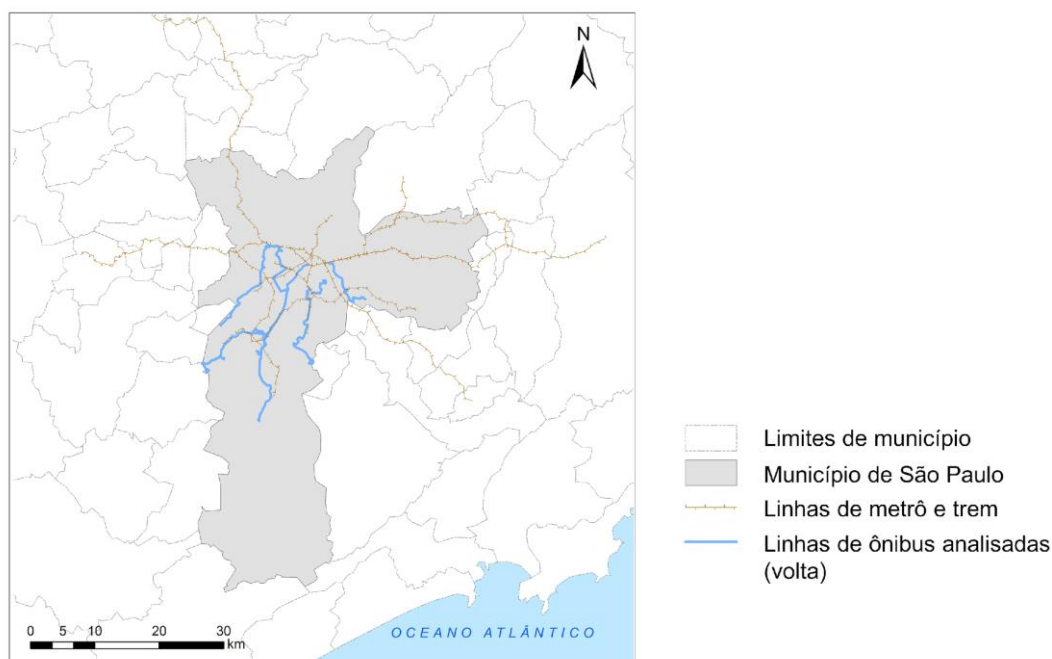 N
Limites de município
Município de São Paulo
Linhas de metrô e trem
Linhas de ônibus analisadas
(volta)
0 5 10 20 30
km
OCEANO ATLÂNTICO